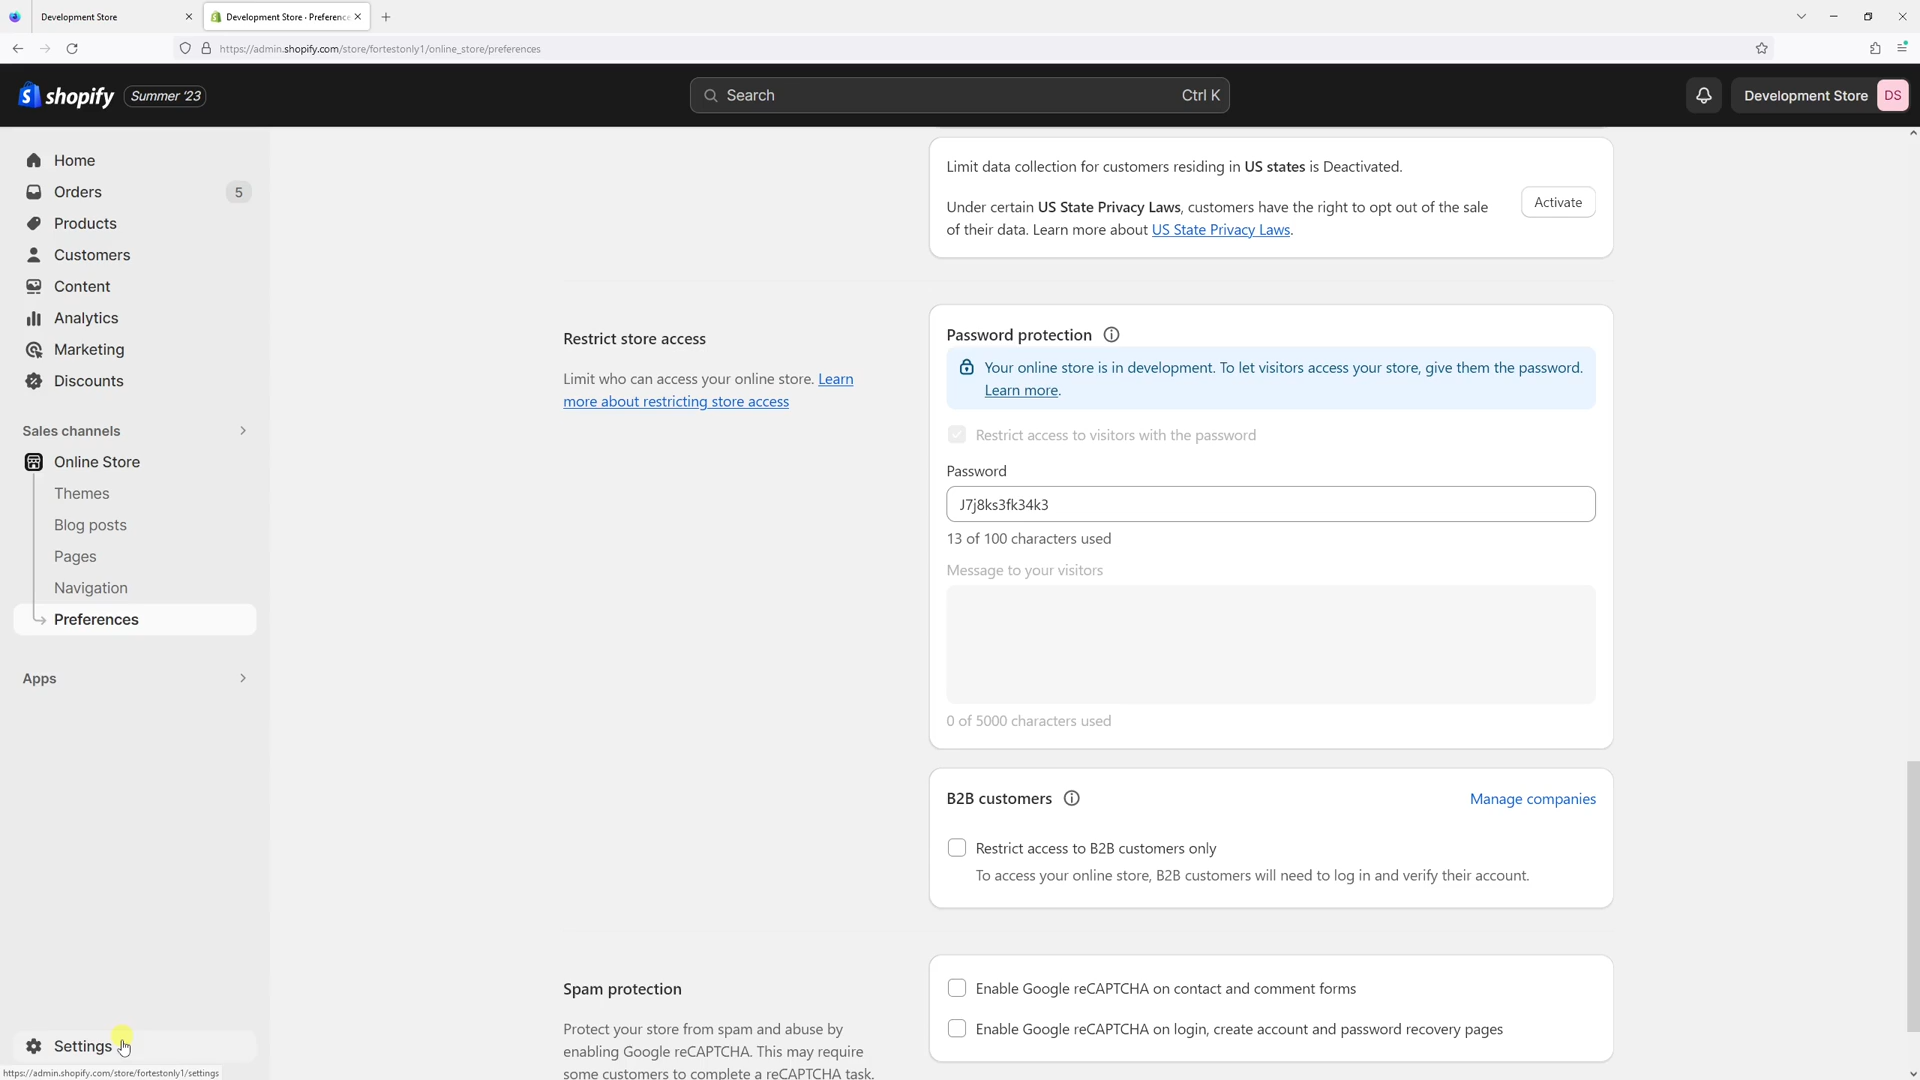 Development Store
Development Store · Preference
https://admin.shopify.com/store/fortestonly1/online_store/preferences
shopify
Summer '23
Search
Ctrl K
Development Store
DS
Home
Orders
5
Products
Customers
Content
Analytics
Marketing
Discounts
Sales channels
Online Store
Themes
Blog posts
Pages
Navigation
Preferences
Apps
Settings
https://admin.shopify.com/store/fortestonly1/settings
Limit data collection for customers residing in US states is Deactivated.
Under certain US State Privacy Laws, customers have the right to opt out of the sale
of their data. Learn more about US State Privacy Laws.
Activate
Restrict store access
Limit who can access your online store. Learn
more about restricting store access
Password protection
Your online store is in development. To let visitors access your store, give them the password.
Learn more.
Restrict access to visitors with the password
Password
J7j8ks3fk34k3
13 of 100 characters used
Message to your visitors
0 of 5000 characters used
B2B customers
Manage companies
Restrict access to B2B customers only
To access your online store, B2B customers will need to log in and verify their account.
Spam protection
Protect your store from spam and abuse by
enabling Google reCAPTCHA. This may require
some customers to complete a reCAPTCHA task.
Enable Google reCAPTCHA on contact and comment forms
Enable Google reCAPTCHA on login, create account and password recovery pages